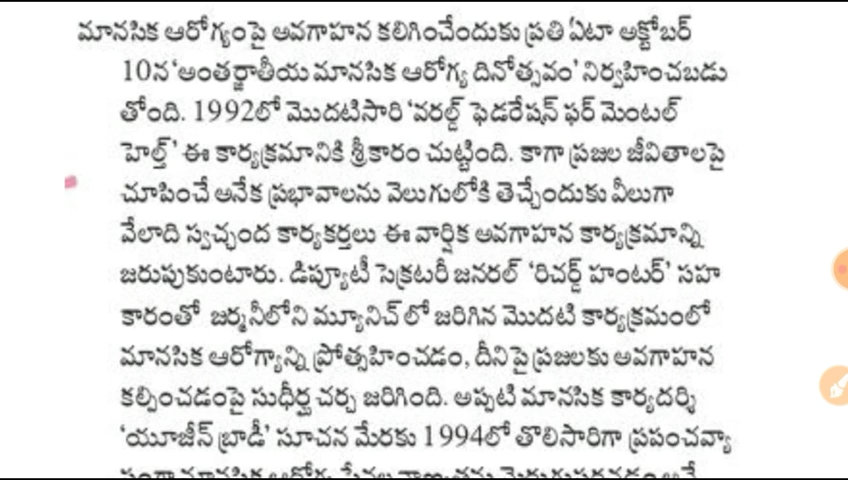 మానసిక ఆరోగ్యంపై అవగాహన కలిగించేందుకు ప్రతి ఏటా అక్టోబర్
10న ‘అంతర్జాతీయ మానసిక ఆరోగ్య దినోత్సవం’ నిర్వహించబడు
తోంది. 1992లో మొదటిసారి ‘వరల్డ్ ఫెడరేషన్ ఫర్ మెంటల్
హెల్త్’ ఈ కార్యక్రమానికి శ్రీకారం చుట్టింది. కాగా ప్రజల జీవితాలపై
చూపించే అనేక ప్రభావాలను వెలుగులోకి తెచ్చేందుకు వీలుగా
వేలాది స్వచ్ఛంద కార్యకర్తలు ఈ వార్షిక అవగాహన కార్యక్రమాన్ని
జరుపుకుంటారు. డిప్యూటీ సెక్రటరీ జనరల్ ‘రిచర్డ్ హంటర్’ సహ
కారంతో జర్మనీలోని మ్యూనిచ్‌లో జరిగిన మొదటి కార్యక్రమంలో
మానసిక ఆరోగ్యాన్ని ప్రోత్సహించడం, దీనిపై ప్రజలకు అవగాహన
కల్పించడంపై సుధీర్ఘ చర్చ జరిగింది. అప్పటి మానసిక కార్యదర్శి
‘యూజీన్ బ్రాడీ’ సూచన మేరకు 1994లో తొలిసారిగా ప్రపంచవ్యా